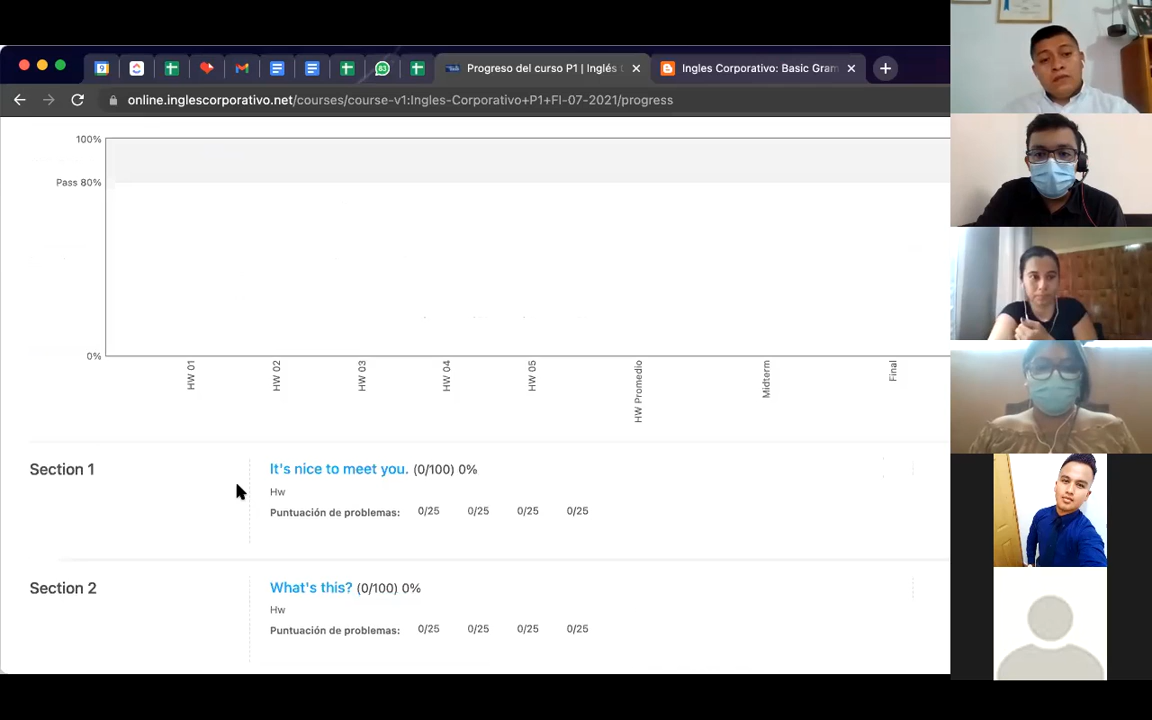 9
83
Progreso del curso P1 | Inglés
Ingles Corporativo: Basic Gram
online.inglescorporativo.net/courses/course-v1:Ingles-Corporativo+P1+FI-07-2021/progress
100%
Pass 80%
0%
HW 01
HW 02
HW 03
HW 04
HW 05
HW Promedio
Midterm
Final
Section 1
It's nice to meet you. (0/100) 0%
Hw
Puntuación de problemas: 0/25 0/25 0/25 0/25
Section 2
What's this? (0/100) 0%
Hw
Puntuación de problemas: 0/25 0/25 0/25 0/25